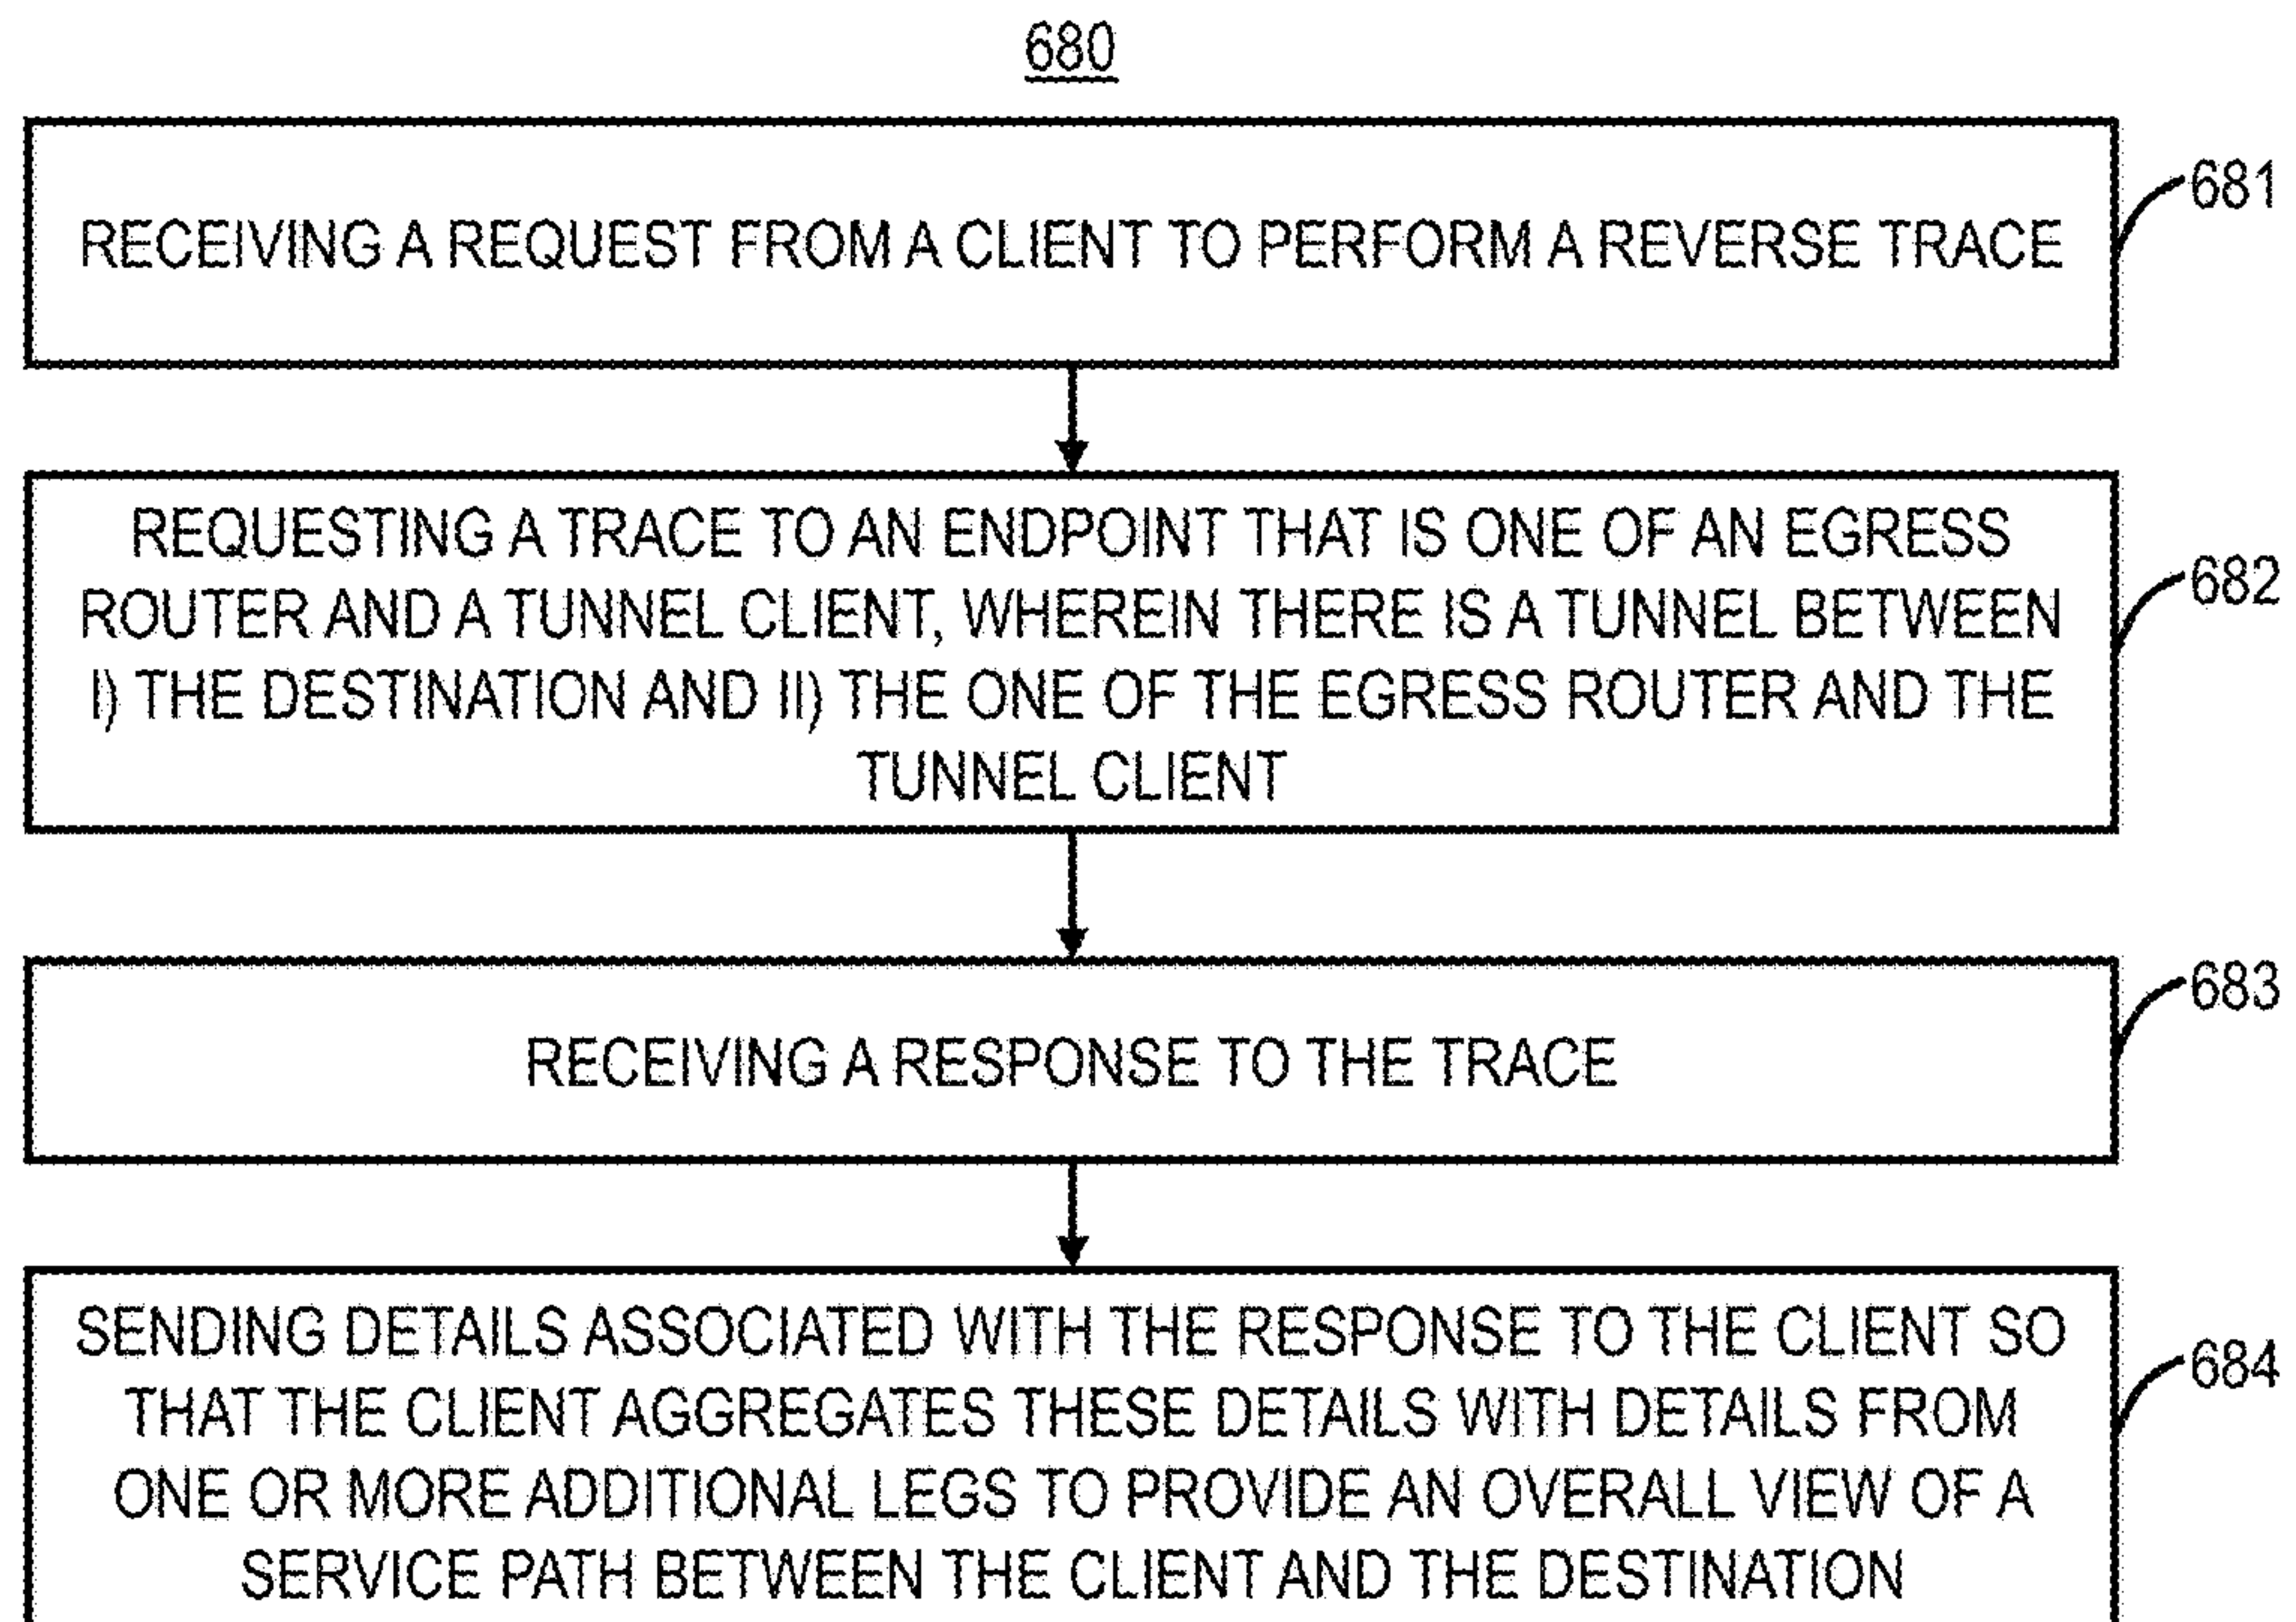 680
RECEIVING A REQUEST FROM A CLIENT TO PERFORM A REVERSE TRACE
681
REQUESTING A TRACE TO AN ENDPOINT THAT IS ONE OF AN EGRESS
ROUTER AND A TUNNEL CLIENT, WHEREIN THERE IS A TUNNEL BETWEEN
I) THE DESTINATION AND II) THE ONE OF THE EGRESS ROUTER AND THE
TUNNEL CLIENT
682
RECEIVING A RESPONSE TO THE TRACE
683
SENDING DETAILS ASSOCIATED WITH THE RESPONSE TO THE CLIENT SO
THAT THE CLIENT AGGREGATES THESE DETAILS WITH DETAILS FROM
ONE OR MORE ADDITIONAL LEGS TO PROVIDE AN OVERALL VIEW OF A
SERVICE PATH BETWEEN THE CLIENT AND THE DESTINATION
684